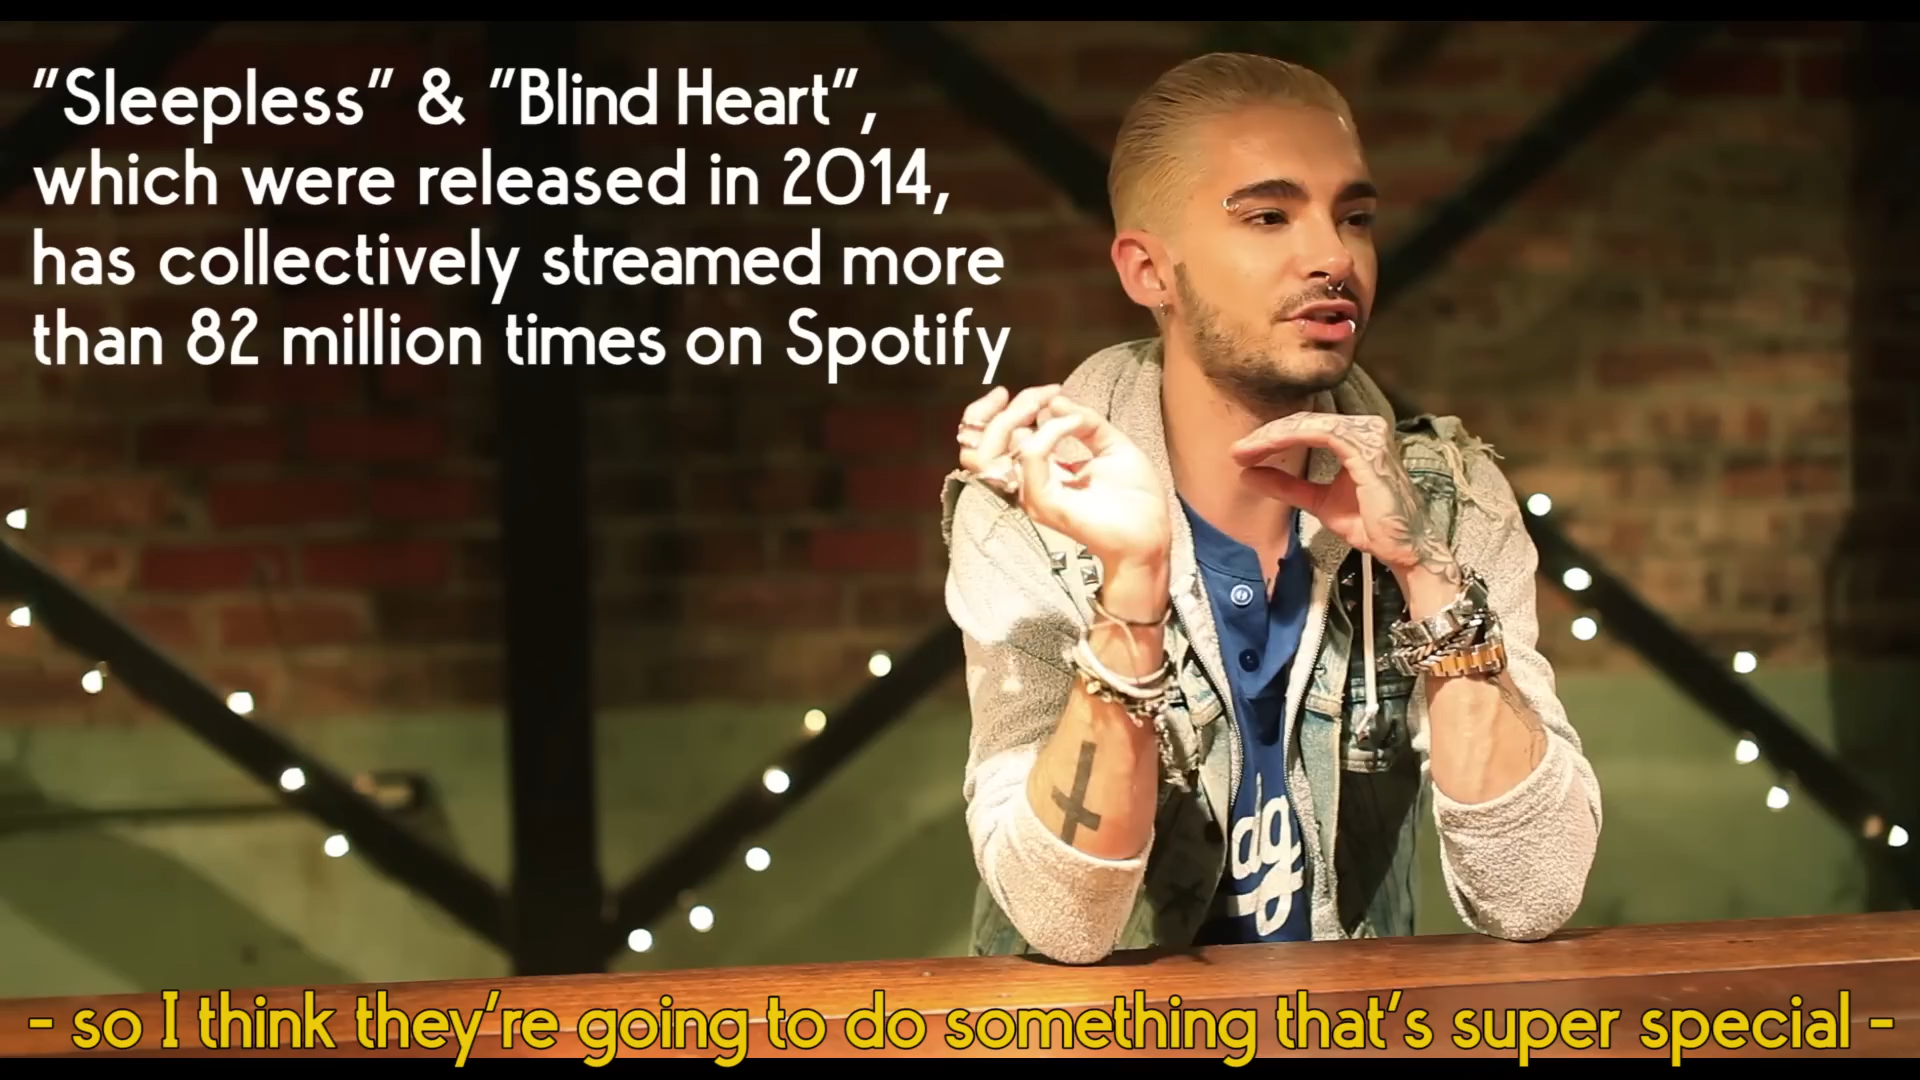 "Sleepless" & "Blind Heart",
which were released in 2014,
has collectively streamed more
than 82 million times on Spotify
dg
- so I think they're going to do something that's super special -